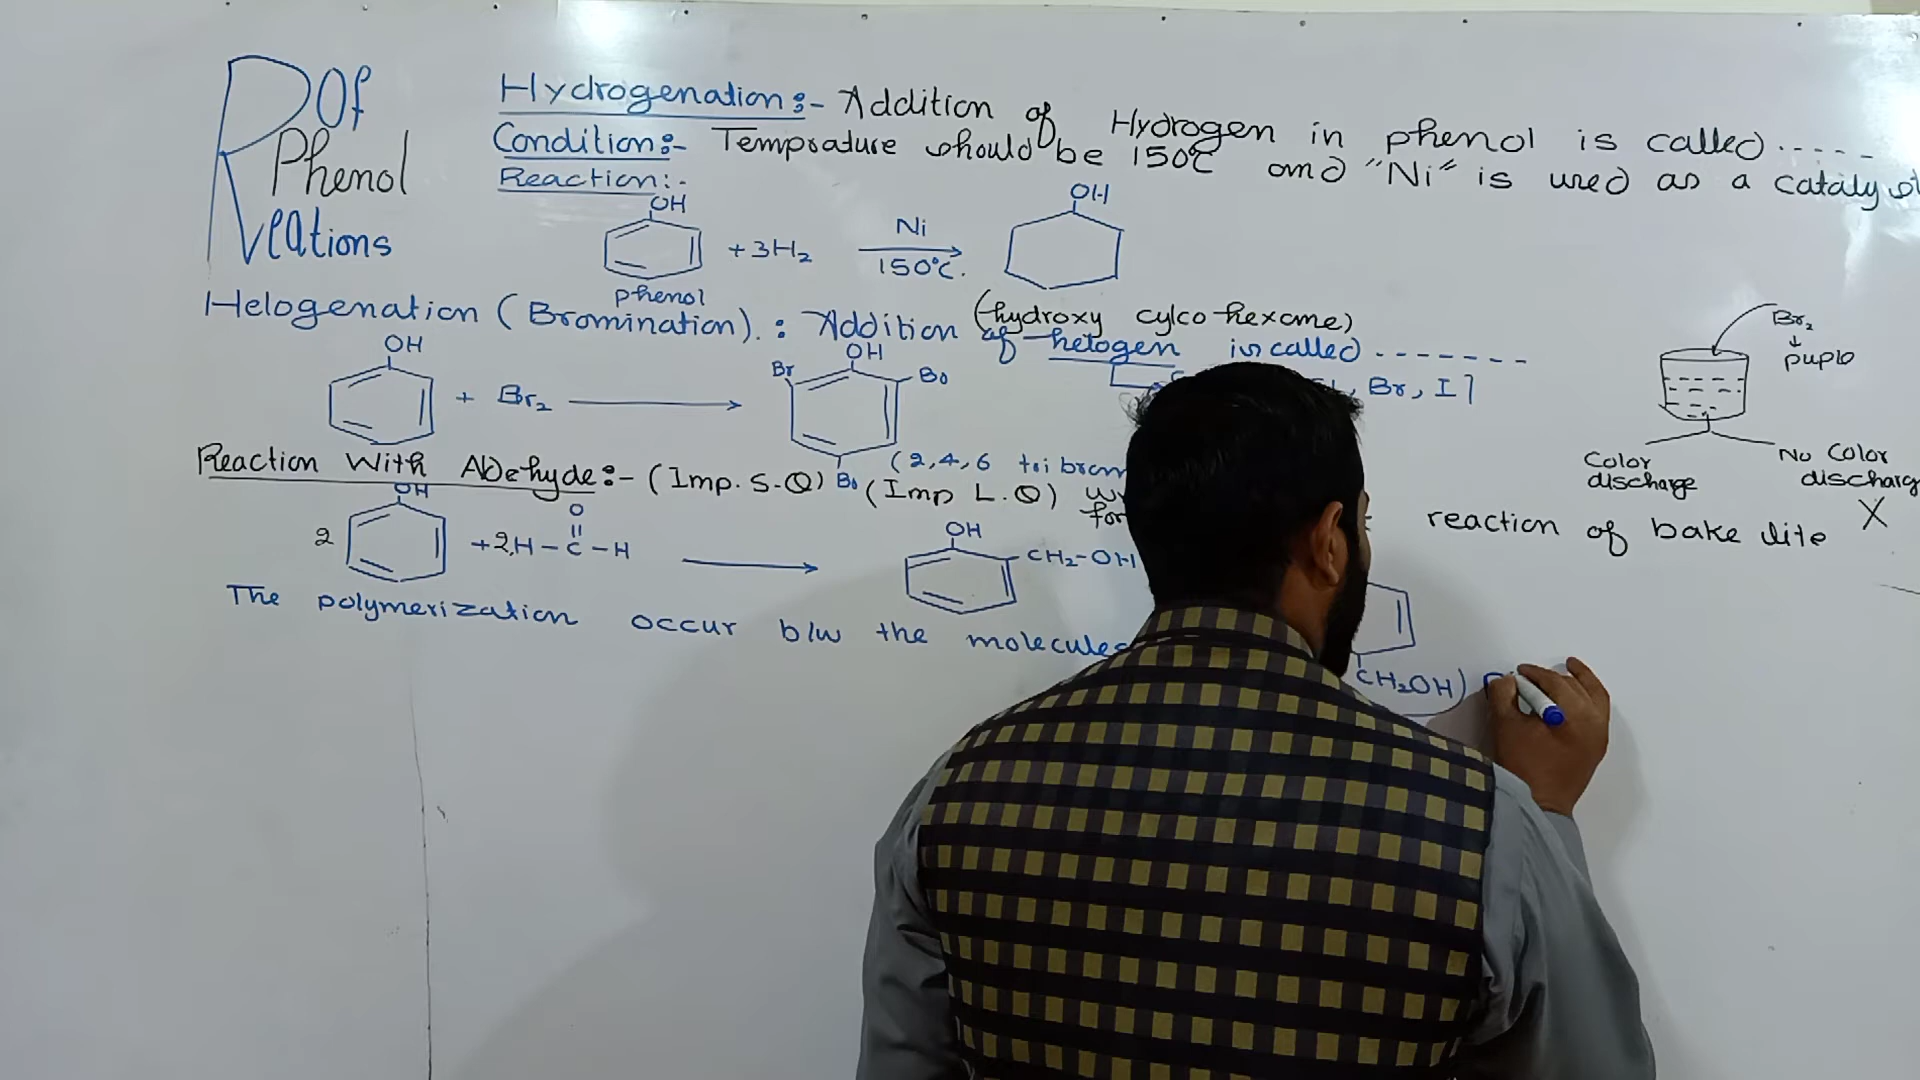 Reactions Of Phenol
Hydrogenation:- Addition of Hydrogen in phenol is called.....
Condition:- Temprature should be 150°C and "Ni" is used as a catalyst
Reaction:-
OH
+3H₂
Ni
150°C.
OH
phenol
(hydroxy cylco hexane)
Helogenation (Bromination).: Addition of helogen is called.......
, Br, I]
OH
+ Br₂
OH
Br
Br
Br
(2,4,6 tri brom
Br₂
↓
puple
Color discharge
No Color discharg
X
Reaction With Aldehyde:- (Imp. S.Q) (Imp L.Q)
for
reaction of bake lite
2
OH
+2,H-C-H
O
OH
CH₂-OH
CH₂OH)
The polymerization occur b/w the molecules